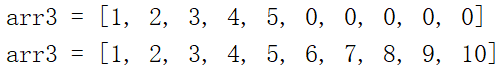 arr3 = [1, 2, 3, 4, 5, 0, 0, 0, 0, 0]
arr3 = [1, 2, 3, 4, 5, 6, 7, 8, 9, 10]